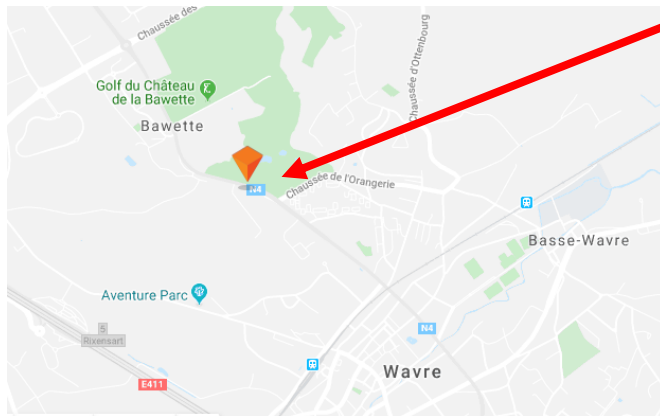 Chaussée des
Golf du Château
de la Bawette
Bawette
Chaussée d'Ottenbourg
N4
Chaussée de l'Orangerie
Basse-Wavre
Aventure Parc
5
Rixensart
N4
E411
Wavre